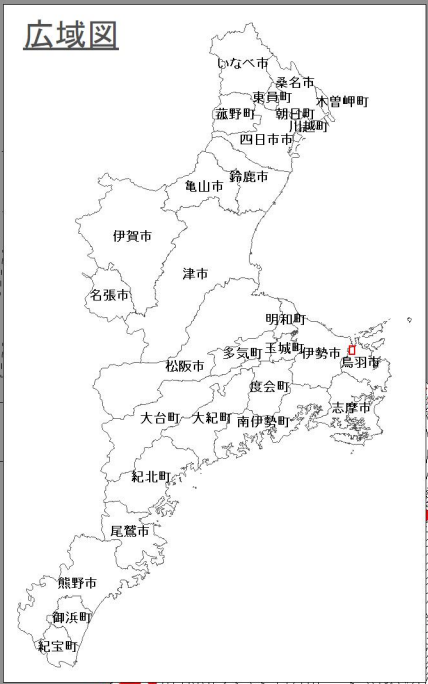 広域図
いなべ市
桑名市
東員町
木曽岬町
菰野町
朝日町
川越町
四日市市
鈴鹿市
亀山市
伊賀市
津市
名張市
明和町
玉城町
多気町
伊勢市
鳥羽市
松阪市
度会町
志摩市
大台町
大紀町
南伊勢町
紀北町
尾鷲市
熊野市
御浜町
紀宝町